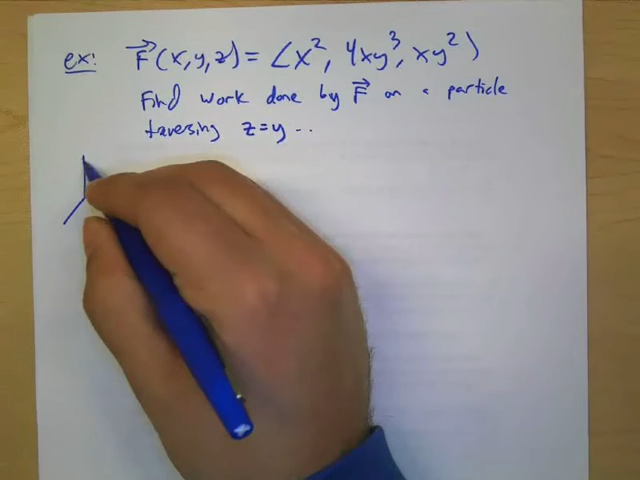 ex: F(x,y,z) = ⟨x², 4xy³, xy²⟩
Find work done by F on a particle
traversing z=y ...